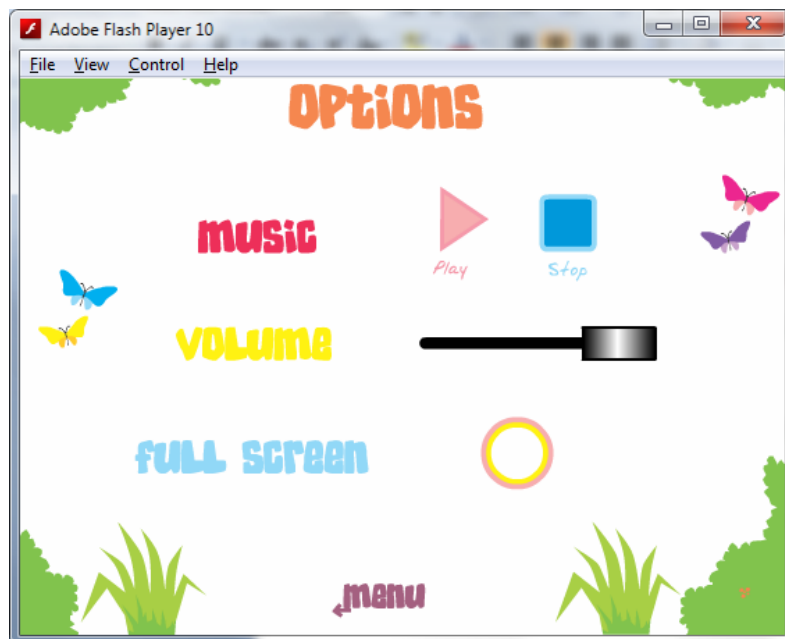 Adobe Flash Player 10
File View Control Help
Options
music
Play Stop
VOLUME
full screen
menu